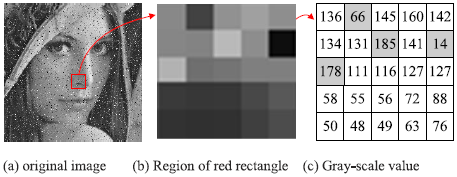 136 66 145 160 142
134 131 185 141 14
178 111 116 127 127
58 55 56 72 88
50 48 49 63 76
(a) original image (b) Region of red rectangle (c) Gray-scale value